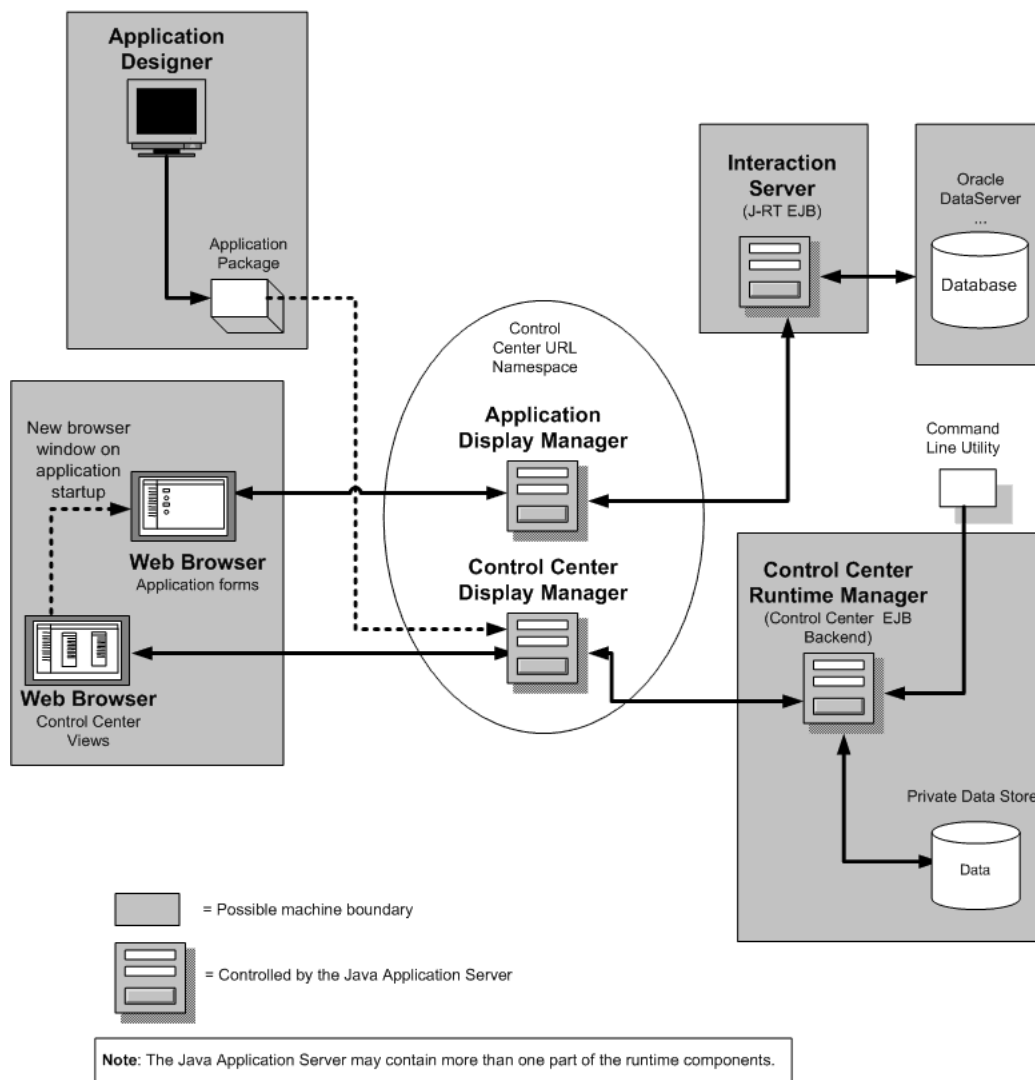 Application
Designer
Application
Package
Interaction
Server
(J-RT EJB)
Oracle
DataServer
...
Database
Control
Center URL
Namespace
New browser
window on
application
startup
Application
Display Manager
Command
Line Utility
Web Browser
Application forms
Control Center
Display Manager
Control Center
Runtime Manager
(Control Center EJB
Backend)
Web Browser
Control Center
Views
Private Data Store
Data
= Possible machine boundary
= Controlled by the Java Application Server
Note: The Java Application Server may contain more than one part of the runtime components.